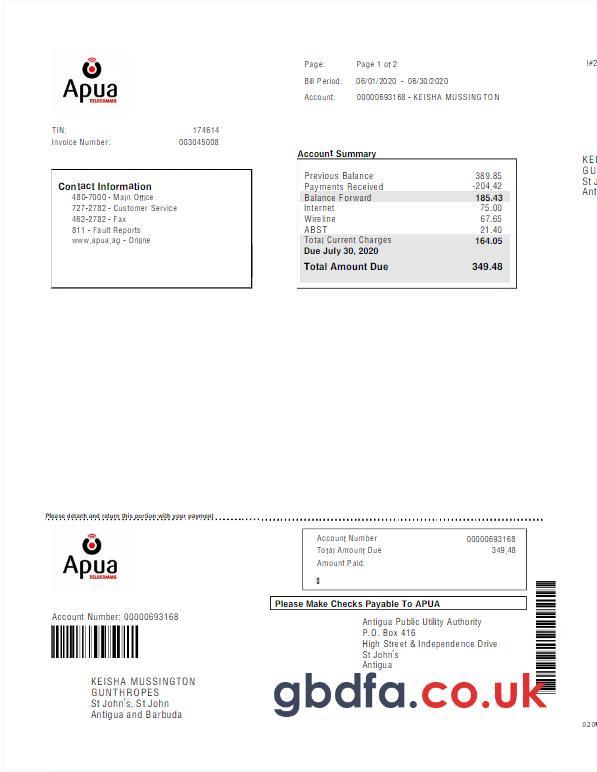 Apua
TELECOMMS
Page: Page 1 of 2
Bill Period: 06/01/2020 - 06/30/2020
Account: 00000693168 - KEISHA MUSSINGTON
!#2
TIN: 174614
Invoice Number: 003045008
Contact Information
480-7000 - Main Office
727-2782 - Customer Service
462-2782 - Fax
811 - Fault Reports
www.apua.ag - Online
Account Summary
Previous Balance 389.85
Payments Received -204.42
Balance Forward 185.43
Internet 75.00
Wireline 67.65
ABST 21.40
Total Current Charges 164.05
Due July 30, 2020
Total Amount Due 349.48
KEI
GU
St J
Ant
Please detach and return this portion with your payment
Apua
TELECOMMS
Account Number 00000693168
Total Amount Due 349.48
Amount Paid:
$
Please Make Checks Payable To APUA
Account Number: 00000693168
Antigua Public Utility Authority
P.O. Box 416
High Street & Independence Drive
St John's
Antigua
KEISHA MUSSINGTON
GUNTHROPES
St John's, St John
Antigua and Barbuda
gbdfa.co.uk